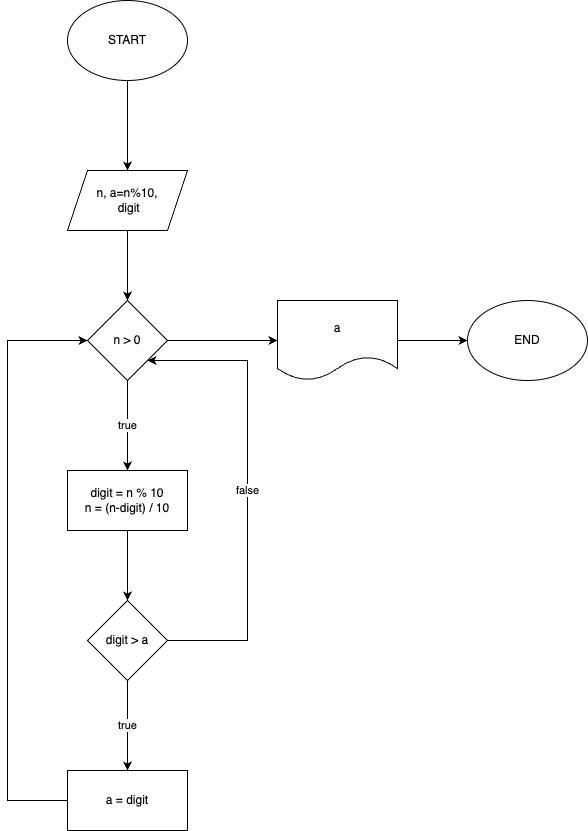 START
n, a=n%10,
digit
n > 0
a
END
true
digit = n % 10
n = (n-digit) / 10
false
digit > a
true
a = digit